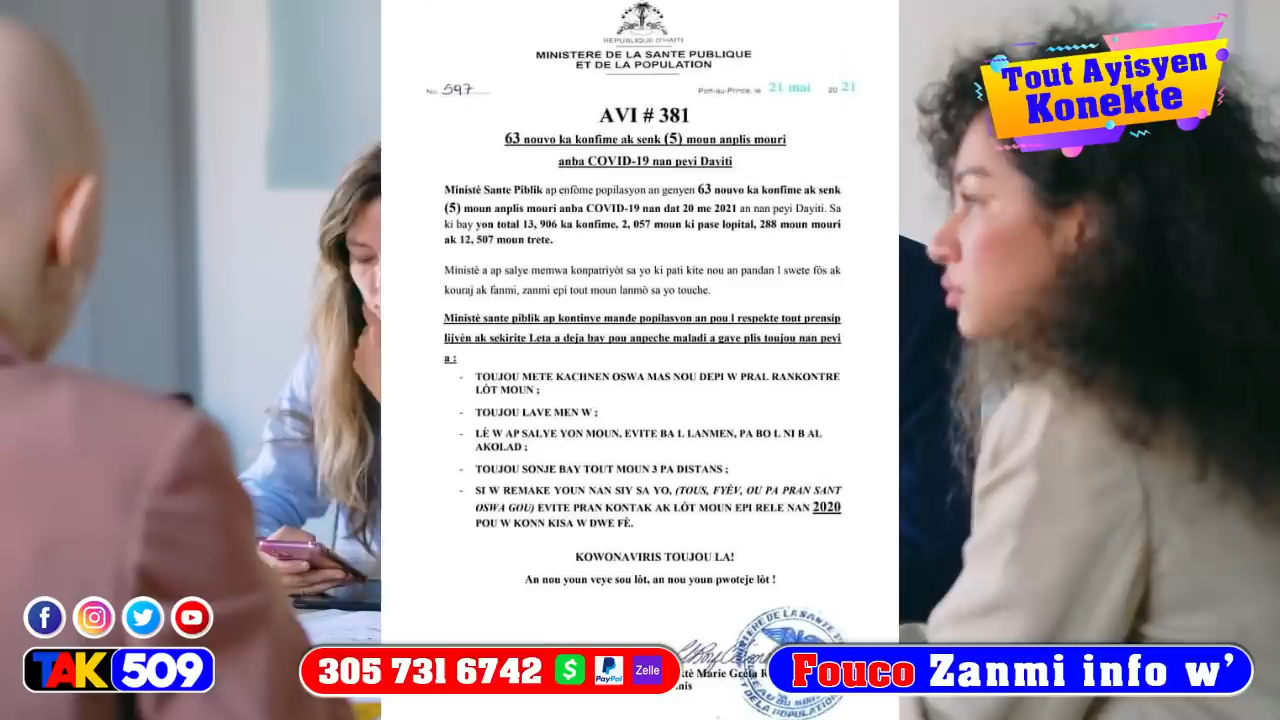 REPUBLIQUE D'HAITI
MINISTERE DE LA SANTE PUBLIQUE
ET DE LA POPULATION
No. 597
Port-au-Prince, le 21 mai 20 21
AVI # 381
63 nouvo ka konfime ak senk (5) moun anplis mouri
anba COVID-19 nan peyi Dayiti
Ministè Sante Piblik ap enfòme popilasyon an genyen 63 nouvo ka konfime ak senk
(5) moun anplis mouri anba COVID-19 nan dat 20 me 2021 an nan peyi Dayiti. Sa
ki bay yon total 13, 906 ka konfime, 2, 057 moun ki pase lopital, 288 moun mouri
ak 12, 507 moun trete.
Ministè a ap salye memwa konpatriyòt sa yo ki pati kite nou an pandan l swete fòs ak
kouraj ak fanmi, zanmi epi tout moun lanmò sa yo touche.
Ministè sante piblik ap kontinye mande popilasyon an pou l respekte tout prensip
lijyèn ak sekirite Leta a deja bay pou anpeche maladi a gaye plis toujou nan peyi
a :
- TOUJOU METE KACHNEN OSWA MAS NOU DEPI W PRAL RANKONTRE
LÒT MOUN ;
- TOUJOU LAVE MEN W ;
- LÈ W AP SALYE YON MOUN, EVITE BA L LANMEN, PA BO L NI B AL
AKOLAD ;
- TOUJOU SONJE BAY TOUT MOUN 3 PA DISTANS ;
- SI W REMAKE YOUN NAN SIY SA YO, (TOUS, FYÈV, OU PA PRAN SANT
OSWA GOU) EVITE PRAN KONTAK AK LÒT MOUN EPI RELE NAN 2020
POU W KONN KISA W DWE FÈ.
KOWONAVIRIS TOUJOU LA!
An nou youn veye sou lòt, an nou youn pwoteje lòt !
Marie Greta R
Tout Ayisyen
Konekte
TAK 509
305 731 6742 $ PayPal Zelle
Fouco Zanmi info w'